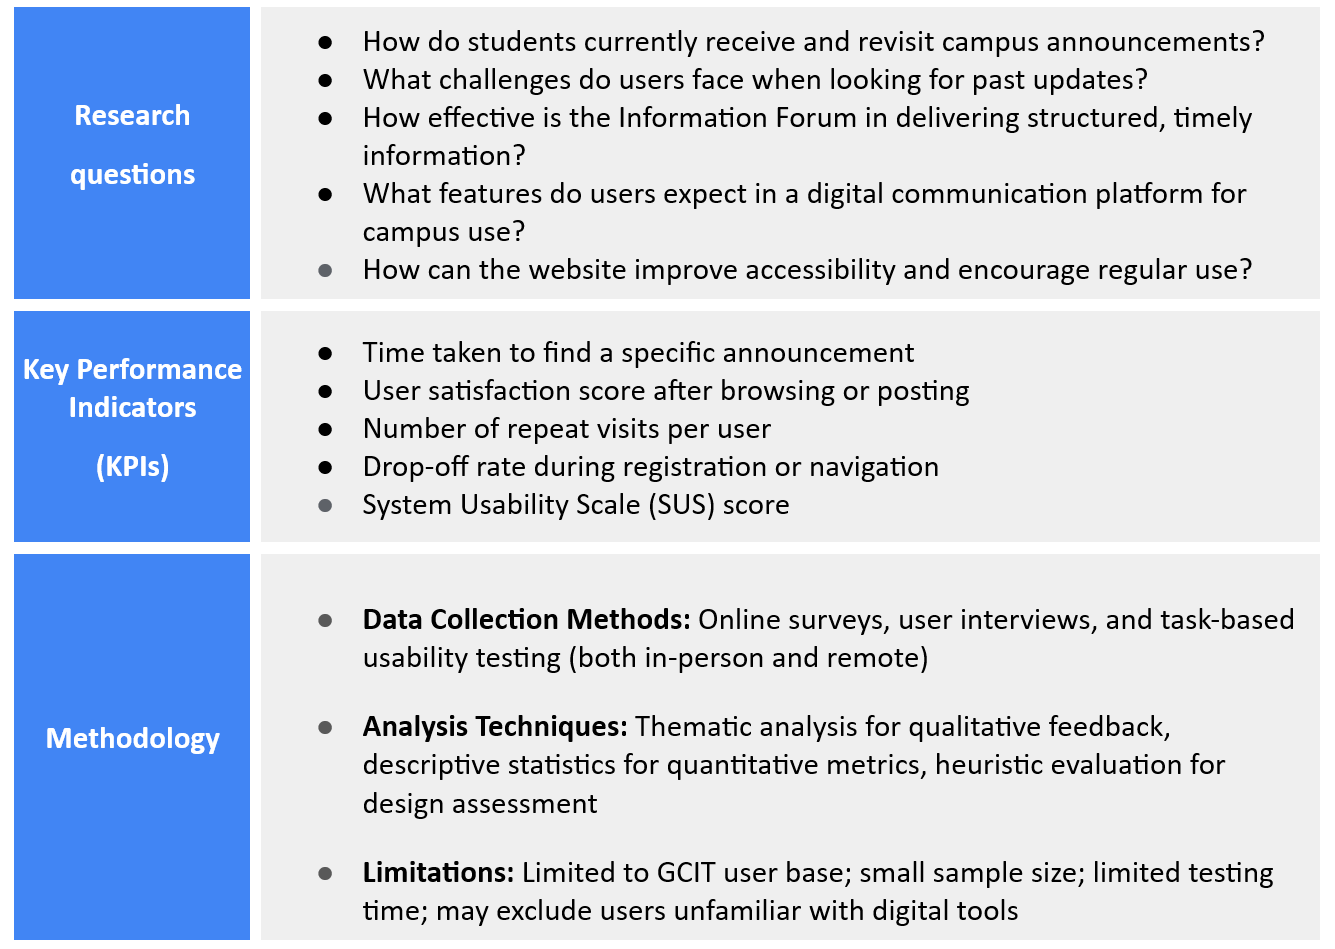 Research
questions
● How do students currently receive and revisit campus announcements?
● What challenges do users face when looking for past updates?
● How effective is the Information Forum in delivering structured, timely
information?
● What features do users expect in a digital communication platform for
campus use?
● How can the website improve accessibility and encourage regular use?
Key Performance
Indicators
(KPIs)
● Time taken to find a specific announcement
● User satisfaction score after browsing or posting
● Number of repeat visits per user
● Drop-off rate during registration or navigation
● System Usability Scale (SUS) score
Methodology
● Data Collection Methods: Online surveys, user interviews, and task-based
usability testing (both in-person and remote)
● Analysis Techniques: Thematic analysis for qualitative feedback,
descriptive statistics for quantitative metrics, heuristic evaluation for
design assessment
● Limitations: Limited to GCIT user base; small sample size; limited testing
time; may exclude users unfamiliar with digital tools